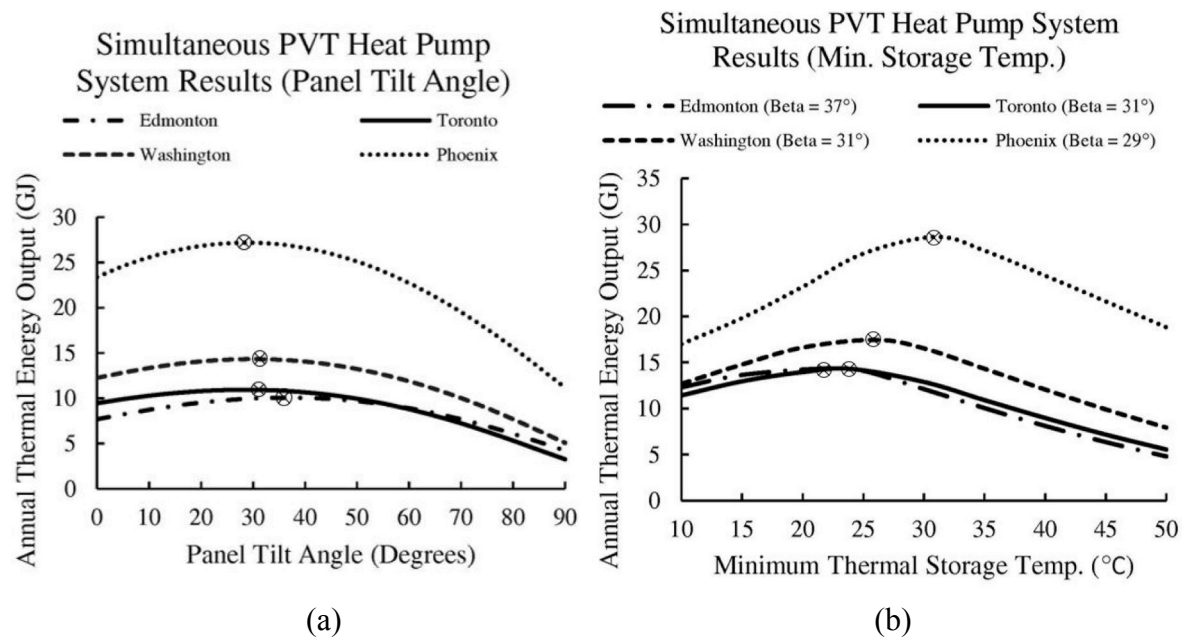 Simultaneous PVT Heat Pump
System Results (Panel Tilt Angle)
Edmonton
Toronto
Washington
Phoenix
Annual Thermal Energy Output (GJ)
30
25
20
15
10
5
0
0 10 20 30 40 50 60 70 80 90
Panel Tilt Angle (Degrees)
(a)
Simultaneous PVT Heat Pump System
Results (Min. Storage Temp.)
Edmonton (Beta = 37°)
Toronto (Beta = 31°)
Washington (Beta = 31°)
Phoenix (Beta = 29°)
Annual Thermal Energy Output (GJ)
35
30
25
20
15
10
5
0
10 15 20 25 30 35 40 45 50
Minimum Thermal Storage Temp. (°C)
(b)